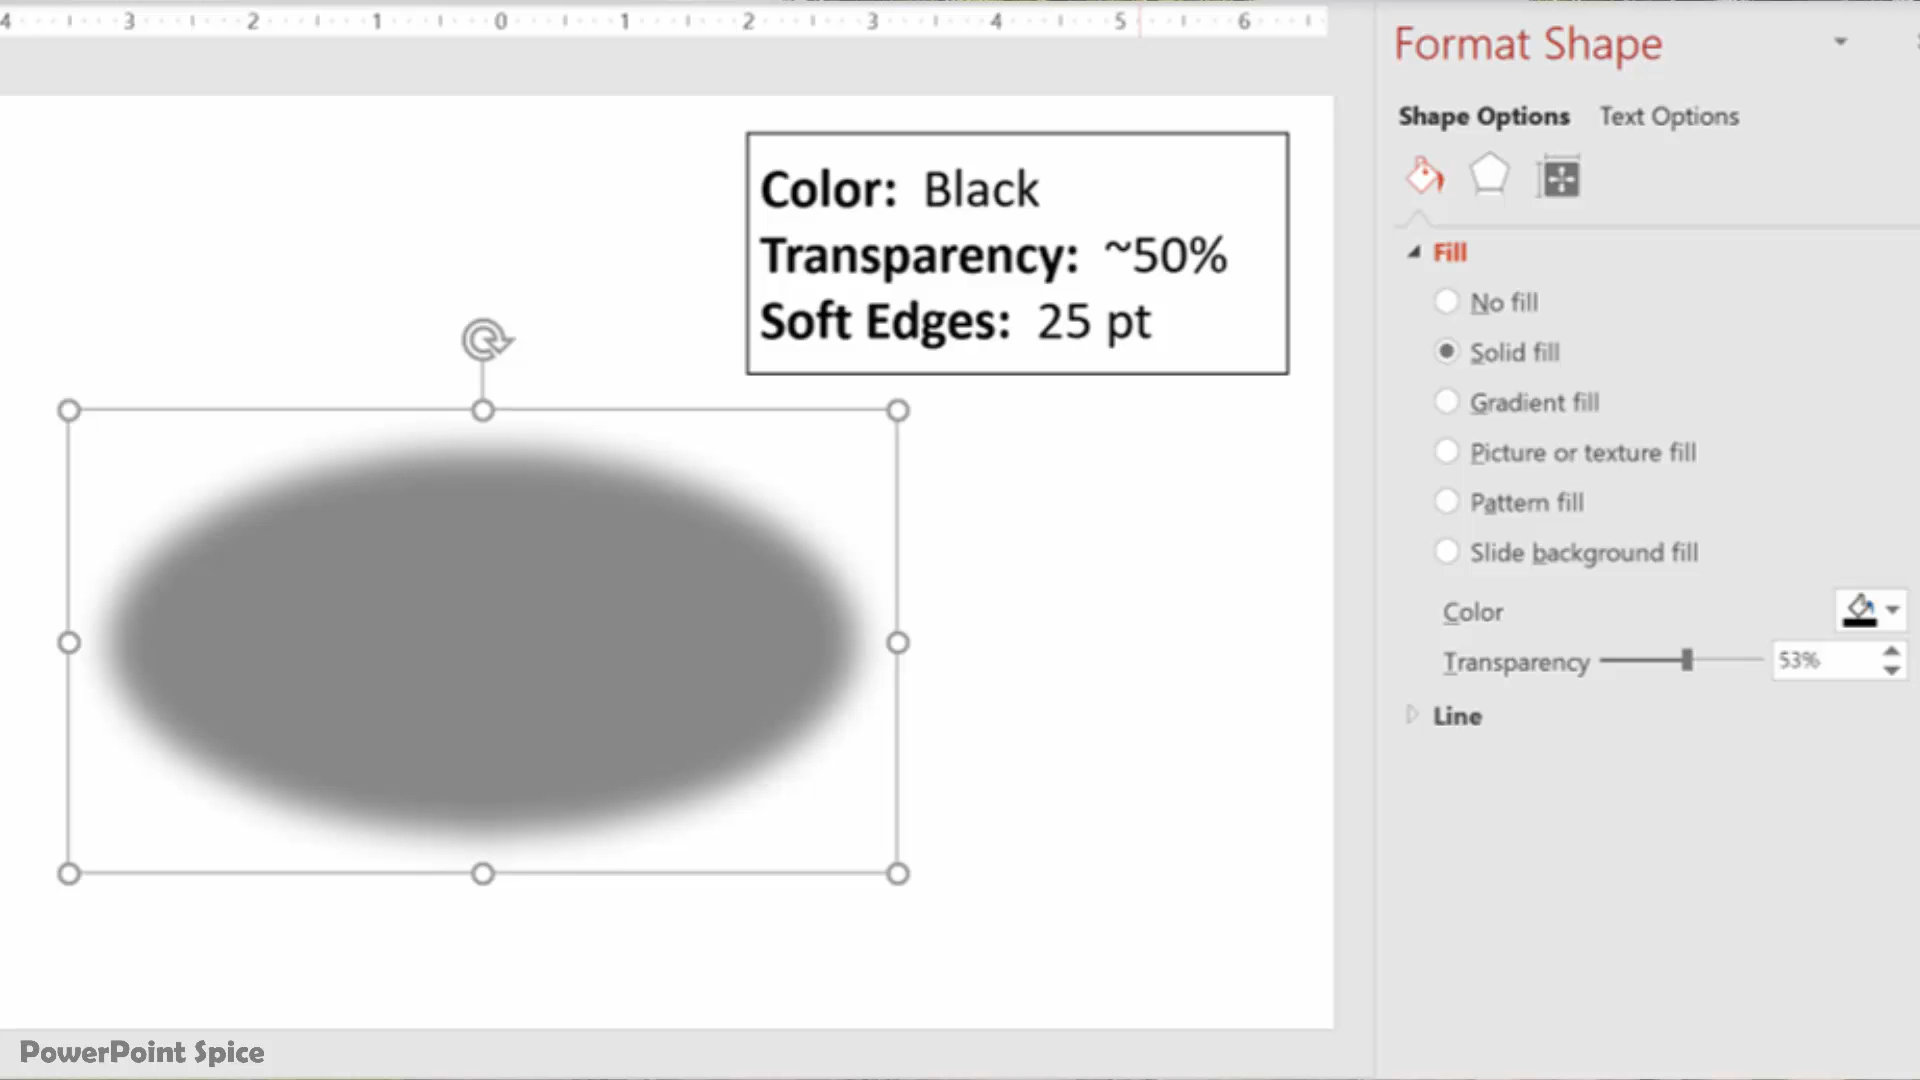 4 3 2 1 0 1 2 3 4 5 6
Format Shape
Shape Options Text Options
Color: Black
Transparency: ~50%
Soft Edges: 25 pt
Fill
No fill
Solid fill
Gradient fill
Picture or texture fill
Pattern fill
Slide background fill
Color
Transparency 53%
Line
PowerPoint Spice